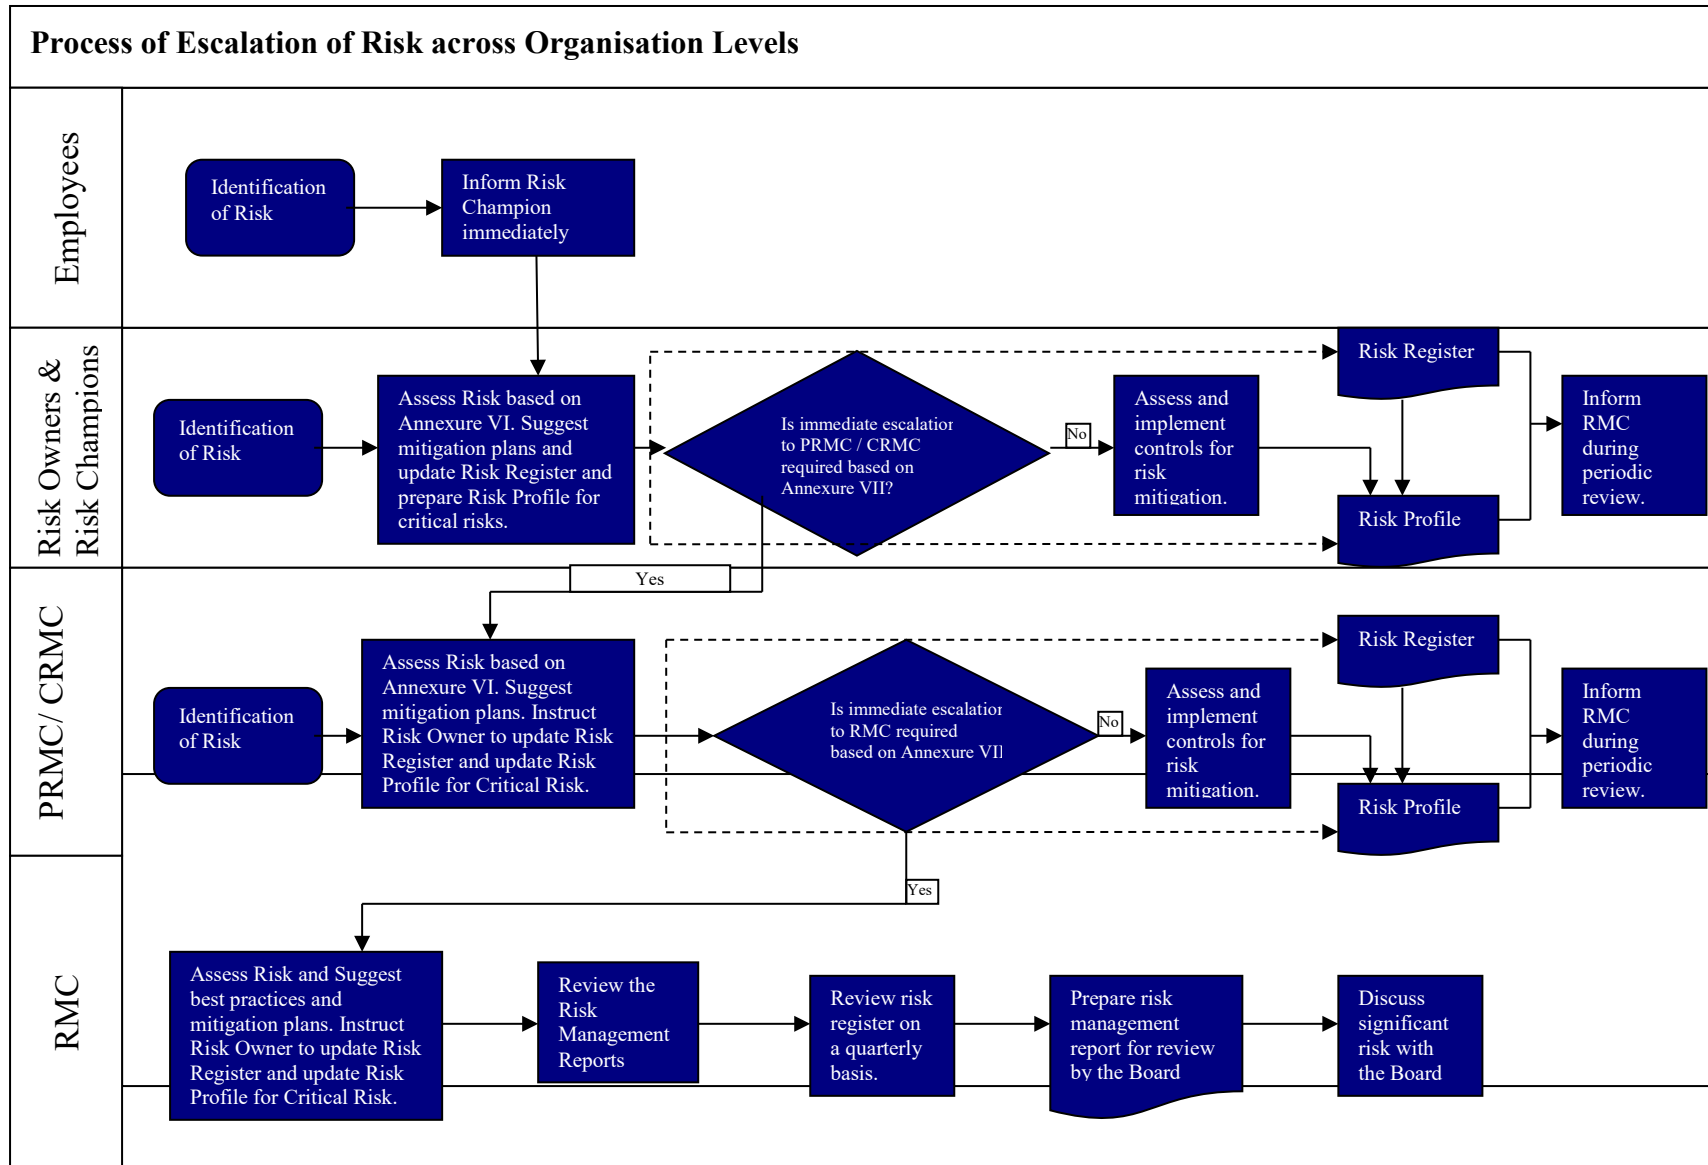 Process of Escalation of Risk across Organisation Levels
Employees
Identification
of Risk
Inform Risk
Champion
immediately
Risk Owners &
Risk Champions
Identification
of Risk
Assess Risk based on
Annexure VI. Suggest
mitigation plans and
update Risk Register and
prepare Risk Profile for
critical risks.
Is immediate escalation
to PRMC / CRMC
required based on
Annexure VII?
No
Assess and
implement
controls for
risk
mitigation.
Risk Register
Risk Profile
Inform
RMC
during
periodic
review.
Yes
PRMC/ CRMC
Identification
of Risk
Assess Risk based on
Annexure VI. Suggest
mitigation plans. Instruct
Risk Owner to update Risk
Register and update Risk
Profile for Critical Risk.
Is immediate escalation
to RMC required
based on Annexure VII
No
Assess and
implement
controls for
risk
mitigation.
Risk Register
Risk Profile
Inform
RMC
during
periodic
review.
Yes
RMC
Assess Risk and Suggest
best practices and
mitigation plans. Instruct
Risk Owner to update Risk
Register and update Risk
Profile for Critical Risk.
Review the
Risk
Management
Reports
Review risk
register on
a quarterly
basis.
Prepare risk
management
report for review
by the Board
Discuss
significant
risk with
the Board